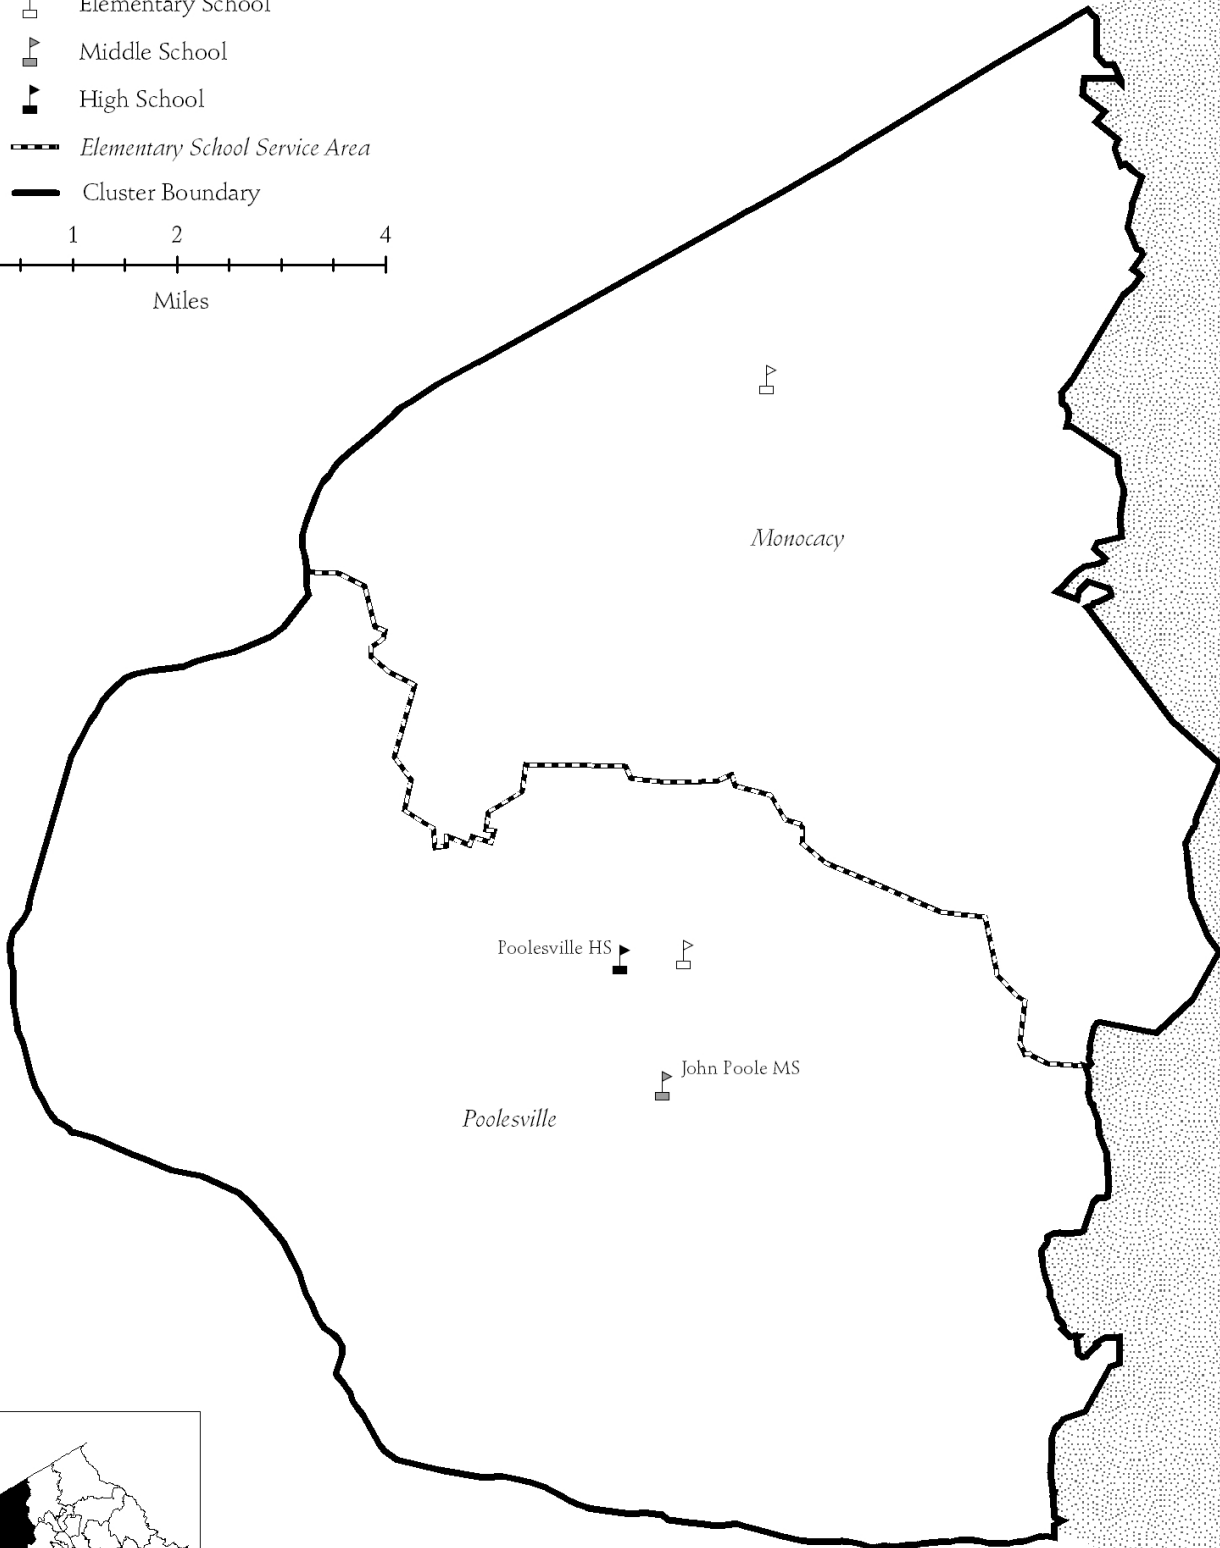 Elementary School
Middle School
High School
Elementary School Service Area
Cluster Boundary
1 2 4
Miles
Monocacy
Poolesville HS
John Poole MS
Poolesville